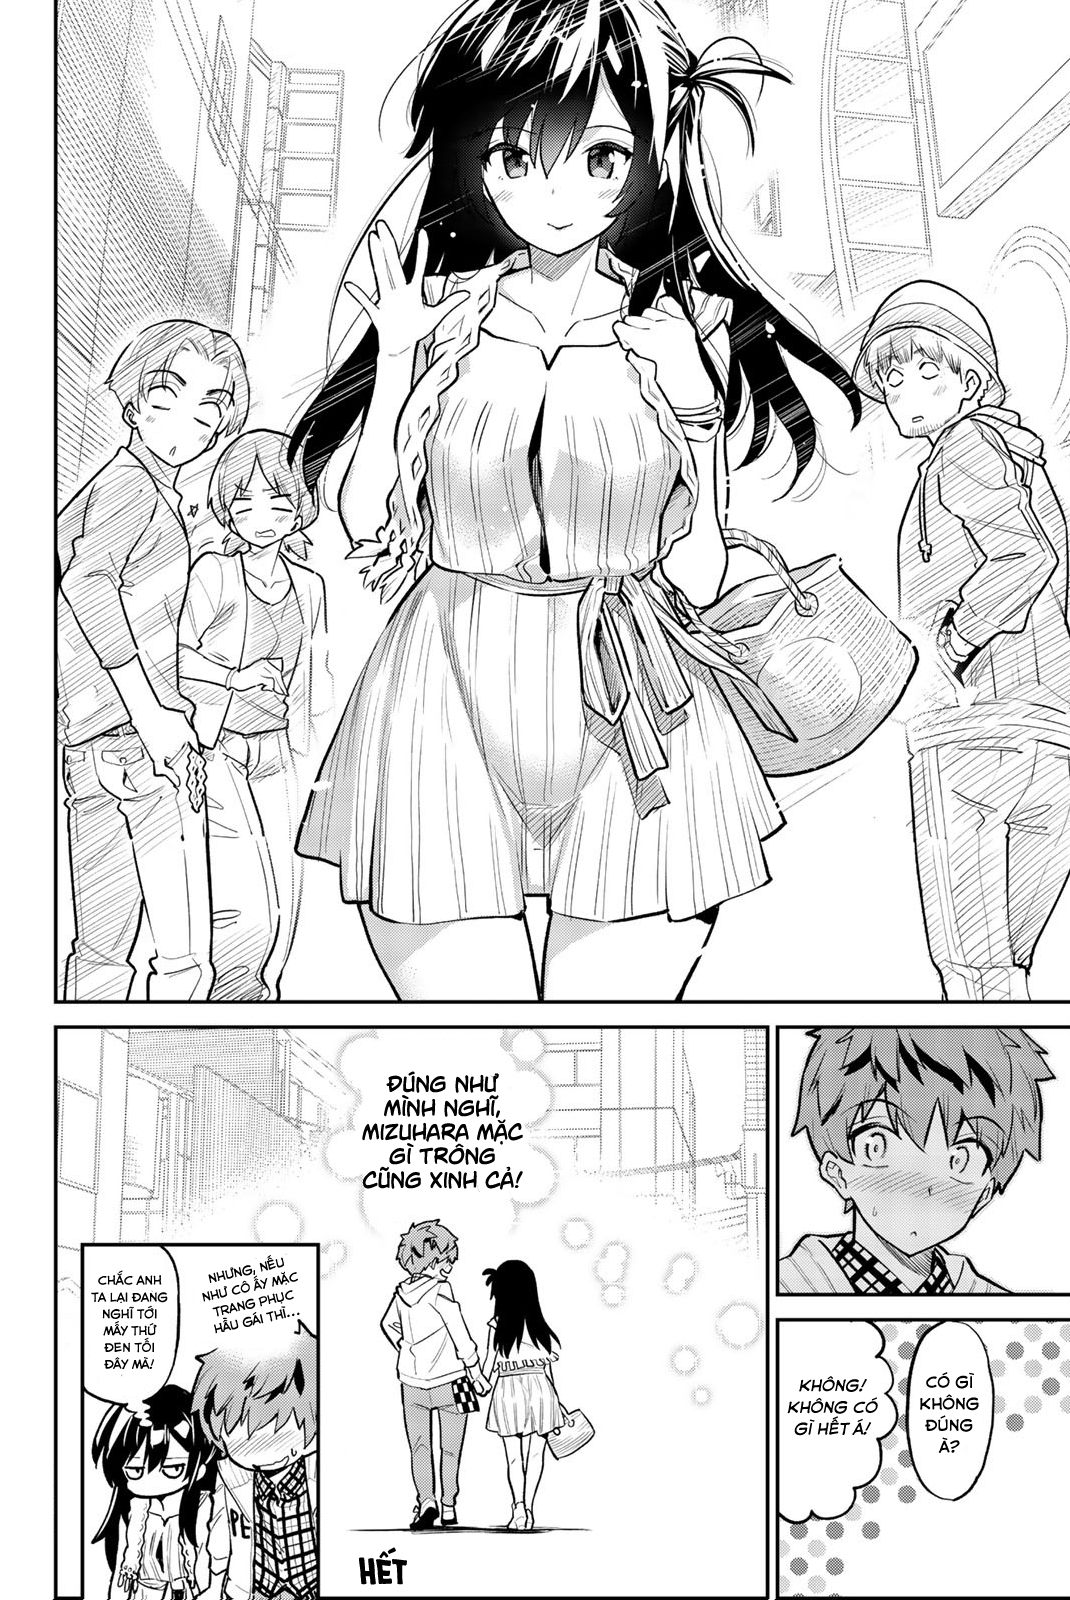 CÓ GÌ
KHÔNG
ĐÚNG
À?
KHÔNG!
KHÔNG CÓ
GÌ HẾT Á!
ĐÚNG NHƯ
MÌNH NGHĨ,
MIZUHARA MẶC
GÌ TRÔNG
CŨNG XINH CẢ!
NHƯNG, NẾU
NHƯ CÔ ẤY MẶC
TRANG PHỤC
HẦU GÁI THÌ...
CHẮC ANH
TA LẠI ĐANG
NGHĨ TỚI
MẤY THỨ
ĐEN TỐI
ĐÂY MÀ!
PE
HẾT